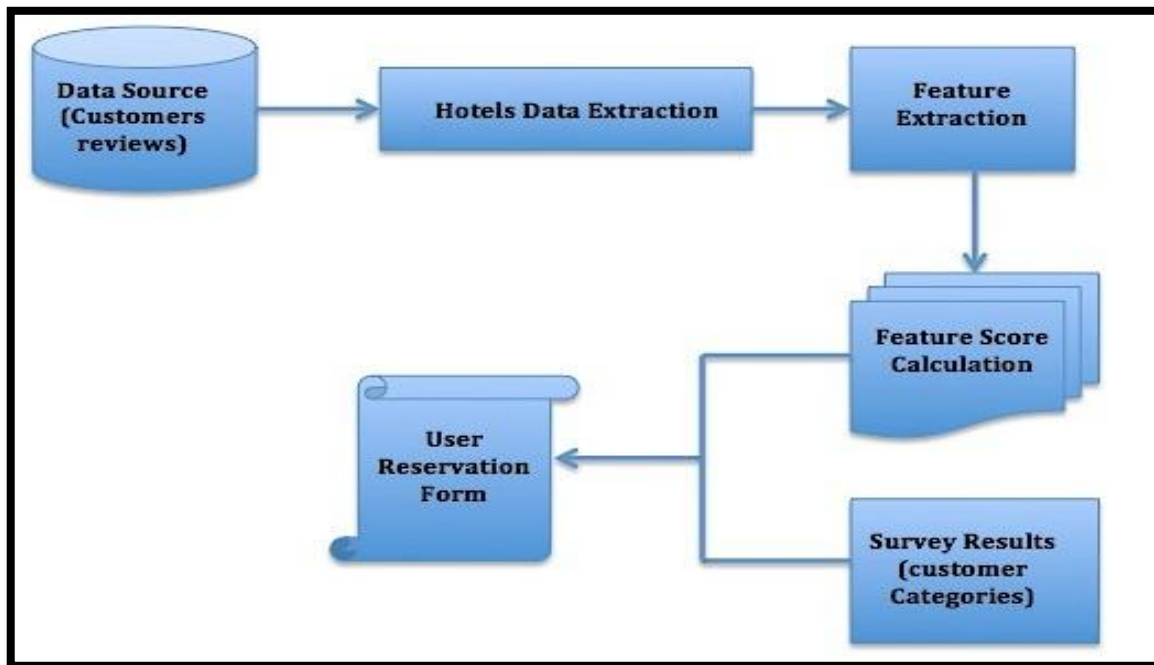 Data Source
(Customers
reviews)
Hotels Data Extraction
Feature
Extraction
Feature Score
Calculation
User
Reservation
Form
Survey Results
(customer
Categories)